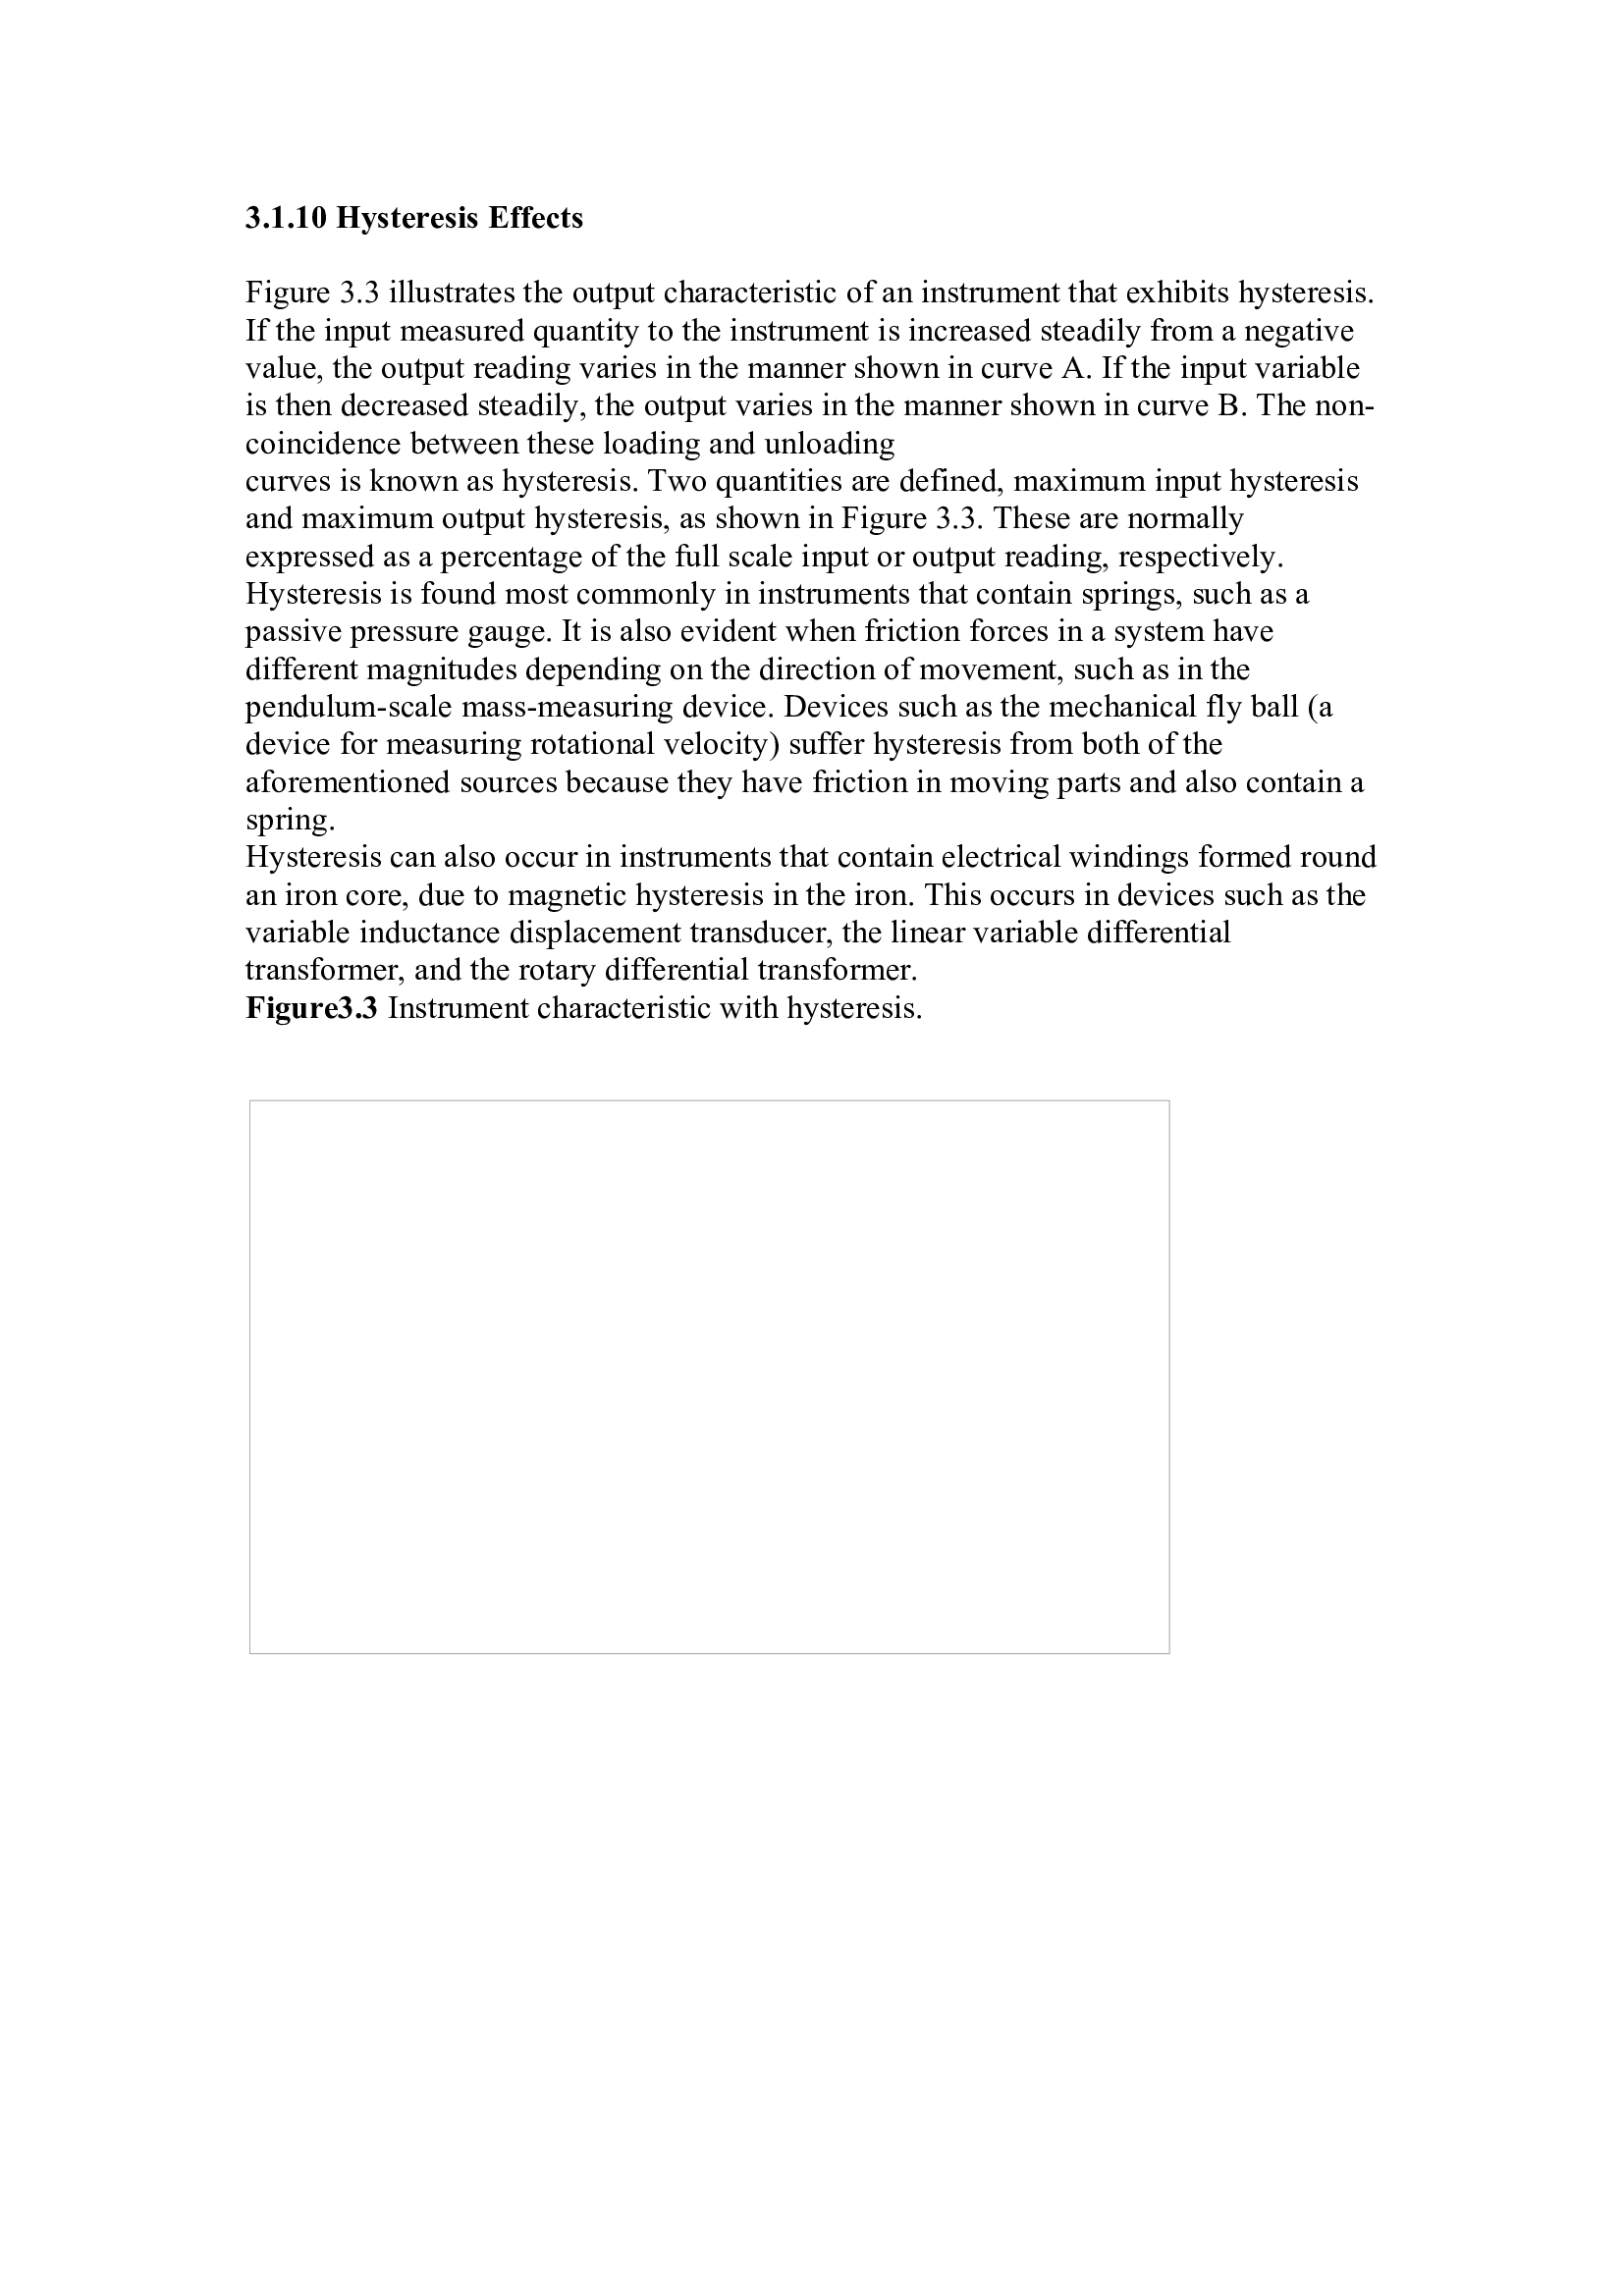 3.1.10 Hysteresis Effects
Figure 3.3 illustrates the output characteristic of an instrument that exhibits hysteresis.
If the input measured quantity to the instrument is increased steadily from a negative
value, the output reading varies in the manner shown in curve A. If the input variable
is then decreased steadily, the output varies in the manner shown in curve B. The non-
coincidence between these loading and unloading
curves is known as hysteresis. Two quantities are defined, maximum input hysteresis
and maximum output hysteresis, as shown in Figure 3.3. These are normally
expressed as a percentage of the full scale input or output reading, respectively.
Hysteresis is found most commonly in instruments that contain springs, such as a
passive pressure gauge. It is also evident when friction forces in a system have
different magnitudes depending on the direction of movement, such as in the
pendulum-scale mass-measuring device. Devices such as the mechanical fly ball (a
device for measuring rotational velocity) suffer hysteresis from both of the
aforementioned sources because they have friction in moving parts and also contain a
spring.
Hysteresis can also occur in instruments that contain electrical windings formed round
an iron core, due to magnetic hysteresis in the iron. This occurs in devices such as the
variable inductance displacement transducer, the linear variable differential
transformer, and the rotary differential transformer.
Figure3.3 Instrument characteristic with hysteresis.